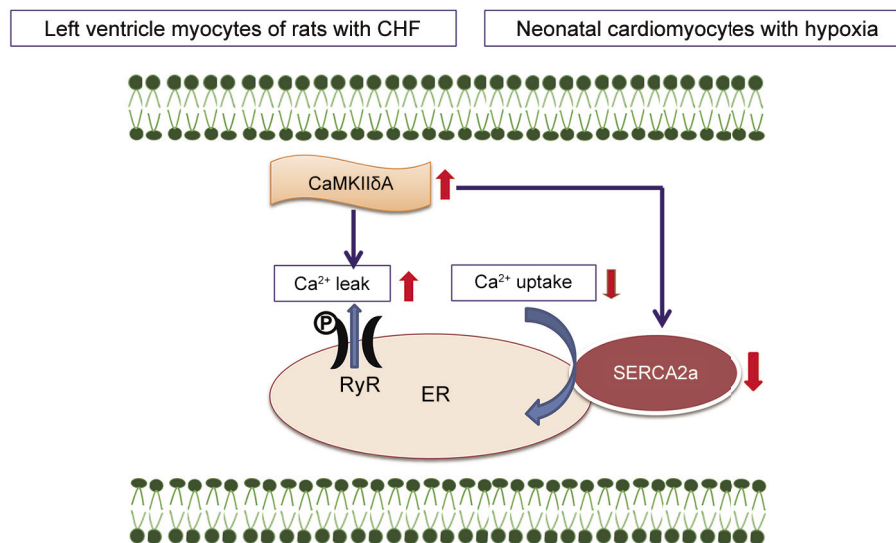 Left ventricle myocytes of rats with CHF
Neonatal cardiomyocytes with hypoxia
CaMKIIδA
Ca²⁺ leak
Ca²⁺ uptake
P
RyR
ER
SERCA2a